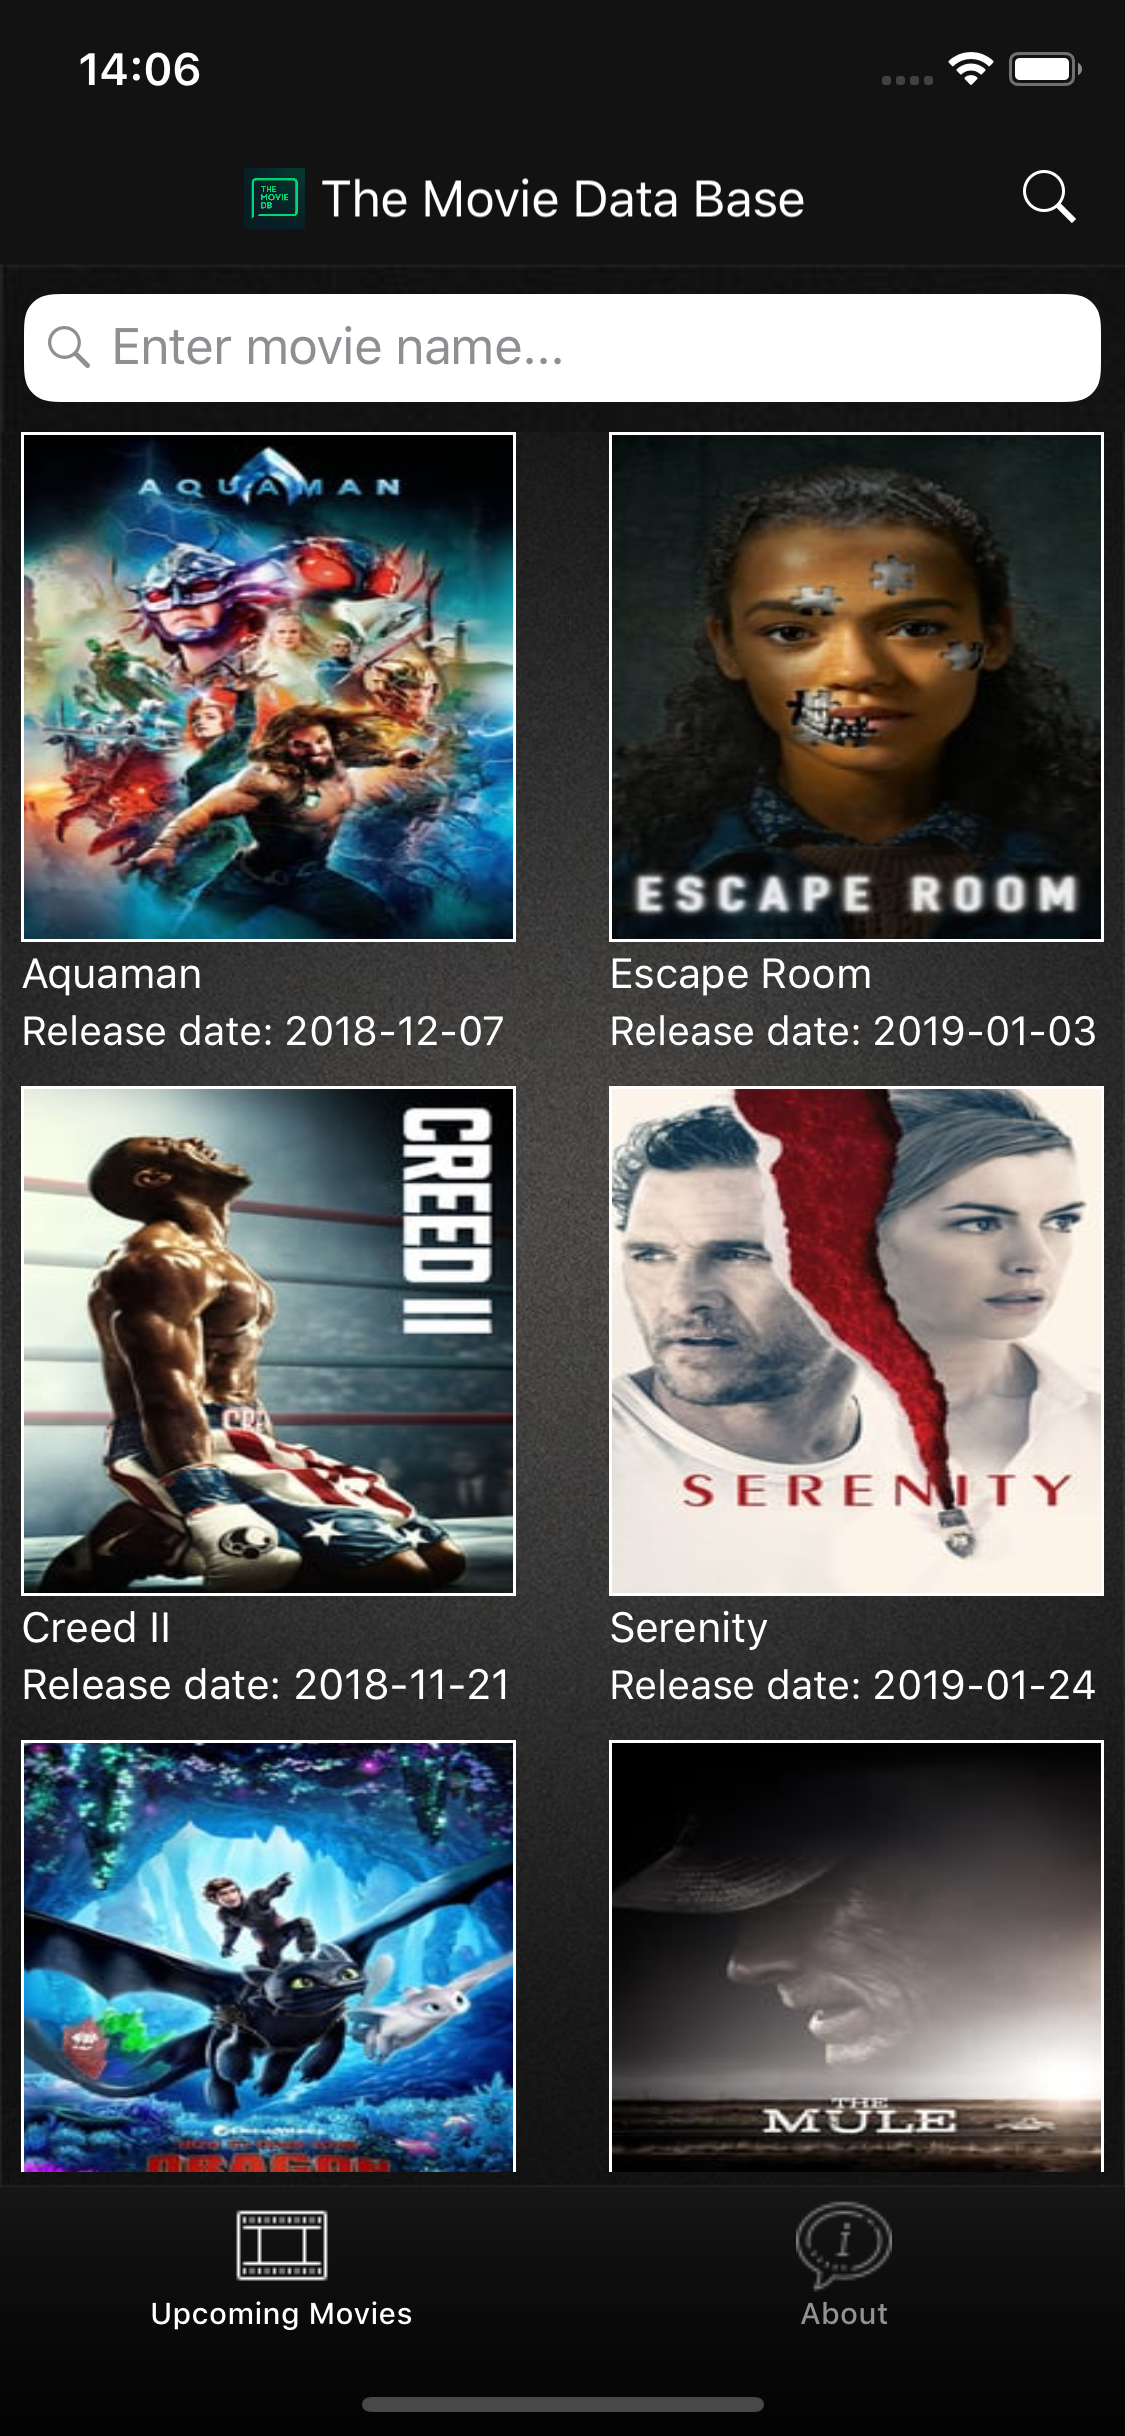 14:06
THE
MOVIE
DB
The Movie Data Base
Enter movie name...
AQUAMAN
ESCAPE ROOM
Aquaman
Escape Room
Release date: 2018-12-07
Release date: 2019-01-03
CREED II
SERENITY
Creed II
Serenity
Release date: 2018-11-21
Release date: 2019-01-24
THE
MULE
DRAGON
Upcoming Movies
About